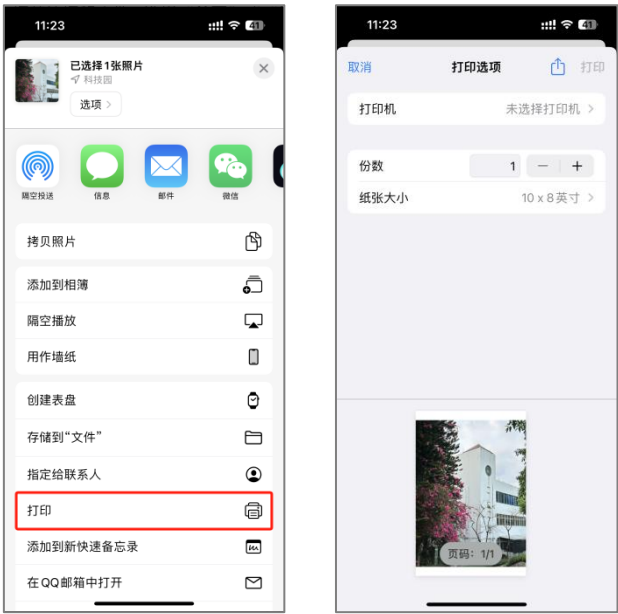 11:23
41
已选择1张照片
科技园
选项
隔空投送
信息
邮件
微信
拷贝照片
添加到相簿
隔空播放
用作墙纸
创建表盘
存储到“文件”
指定给联系人
打印
添加到新快速备忘录
在QQ邮箱中打开
11:23
41
取消 打印选项 打印
打印机 未选择打印机
份数 1 − +
纸张大小 10 x 8英寸
页码：1/1